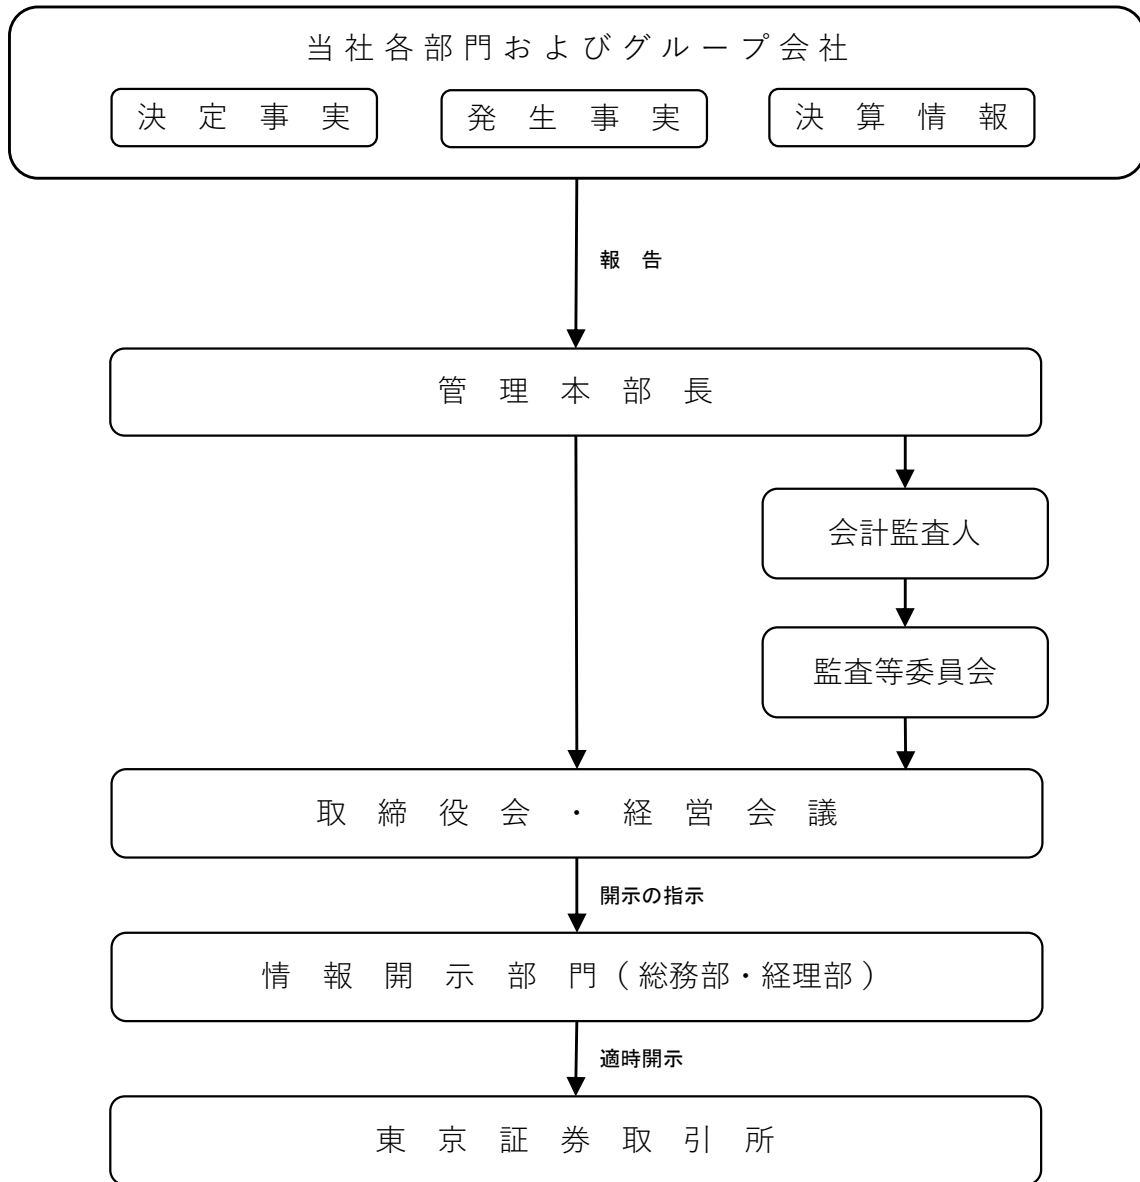 当社各部門およびグループ会社
決定事実
発生事実
決算情報
報 告
管理本部長
会計監査人
監査等委員会
取締役会・経営会議
開示の指示
情報開示部門(総務部・経理部)
適時開示
東京証券取引所